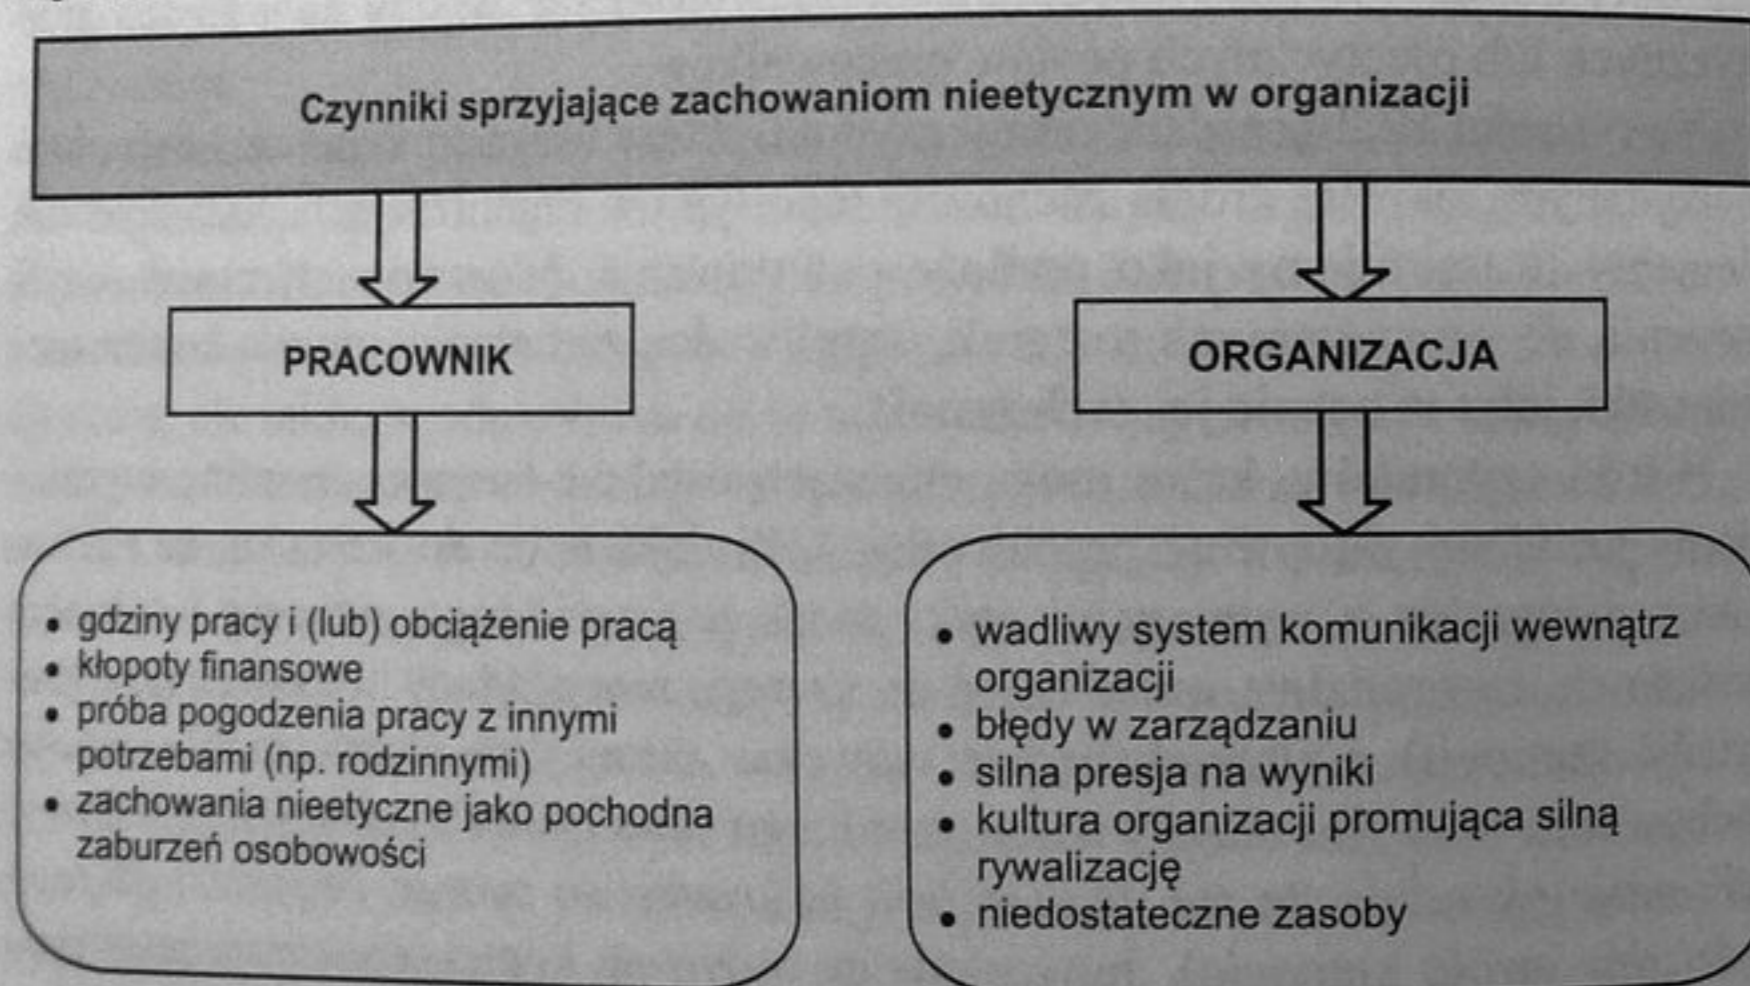 Czynniki sprzyjające zachowaniom nieetycznym w organizacji
PRACOWNIK
• gdziny pracy i (lub) obciążenie pracą
• kłopoty finansowe
• próba pogodzenia pracy z innymi
potrzebami (np. rodzinnymi)
• zachowania nieetyczne jako pochodna
zaburzeń osobowości
ORGANIZACJA
• wadliwy system komunikacji wewnątrz
organizacji
• błędy w zarządzaniu
• silna presja na wyniki
• kultura organizacji promująca silną
rywalizację
• niedostateczne zasoby